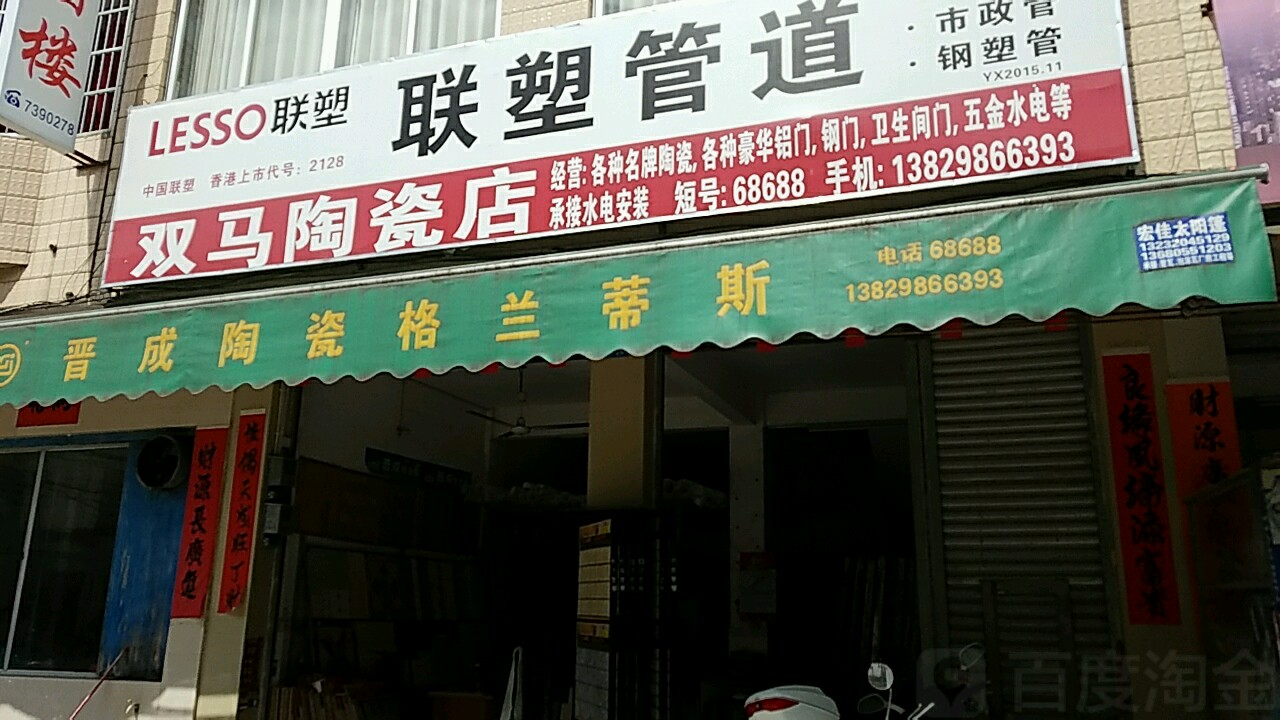 楼
7390278
LESSO联塑
中国联塑 香港上市代号：2128
联塑管道
·市政管
·钢塑管
YX2015.11
双马陶瓷店
经营:各种名牌陶瓷,各种豪华铝门,钢门,卫生间门,五金水电等
承接水电安装 短号:68688 手机:13829866393
晋成陶瓷格兰蒂斯
电话 68688
13829866393
宏佳太阳篷
13232045129
13680951203
财源長廣進
财源
百度淘金